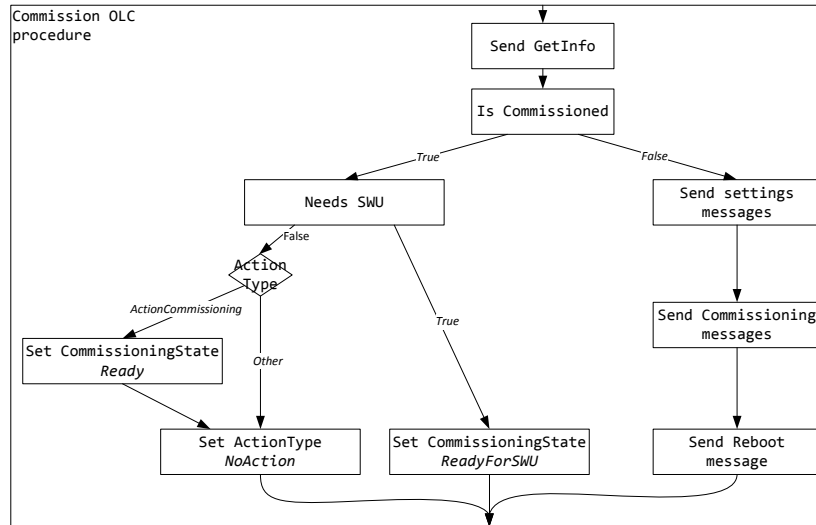 Commission OLC
procedure
Send GetInfo
Is Commissioned
True
False
Needs SWU
Send settings
messages
False
Action
Type
ActionCommissioning
True
Send Commissioning
messages
Set CommissioningState
Ready
Other
Set ActionType
NoAction
Set CommissioningState
ReadyForSWU
Send Reboot
message